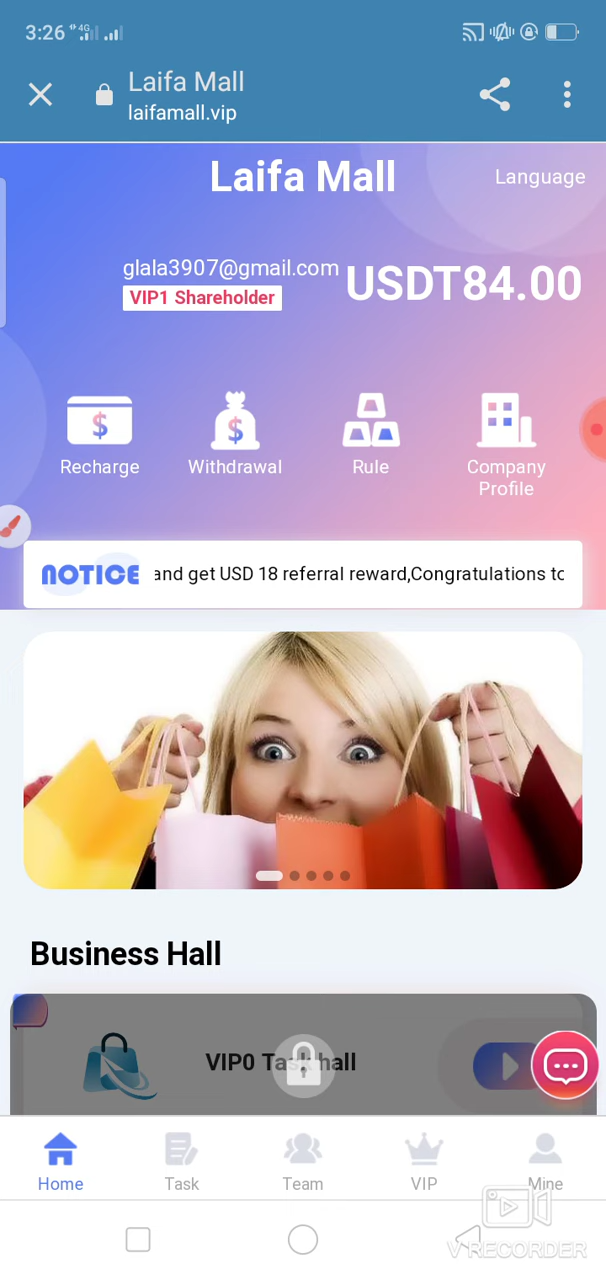 3:26 4G
Laifa Mall
laifamall.vip
Laifa Mall
Language
glala3907@gmail.com
VIP1 Shareholder
USDT84.00
Recharge
Withdrawal
Rule
Company
Profile
NOTICE and get USD 18 referral reward,Congratulations to
Business Hall
VIP0 Task hall
Home
Task
Team
VIP
Mine
V RECORDER